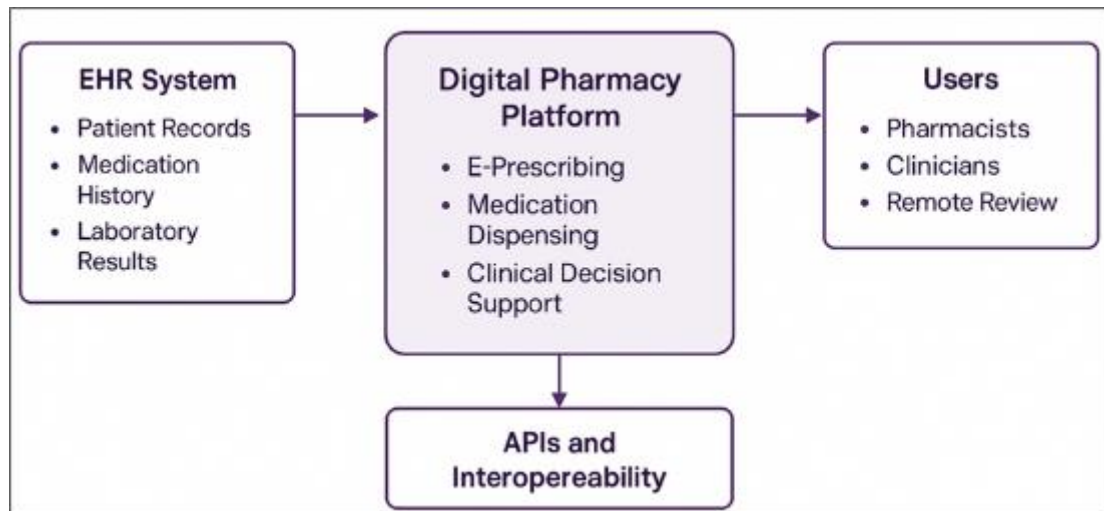 EHR System
• Patient Records
• Medication
History
• Laboratory
Results
Digital Pharmacy
Platform
• E-Prescribing
• Medication
Dispensing
• Clinical Decision
Support
Users
• Pharmacists
• Clinicians
• Remote Review
APIs and
Interopereability